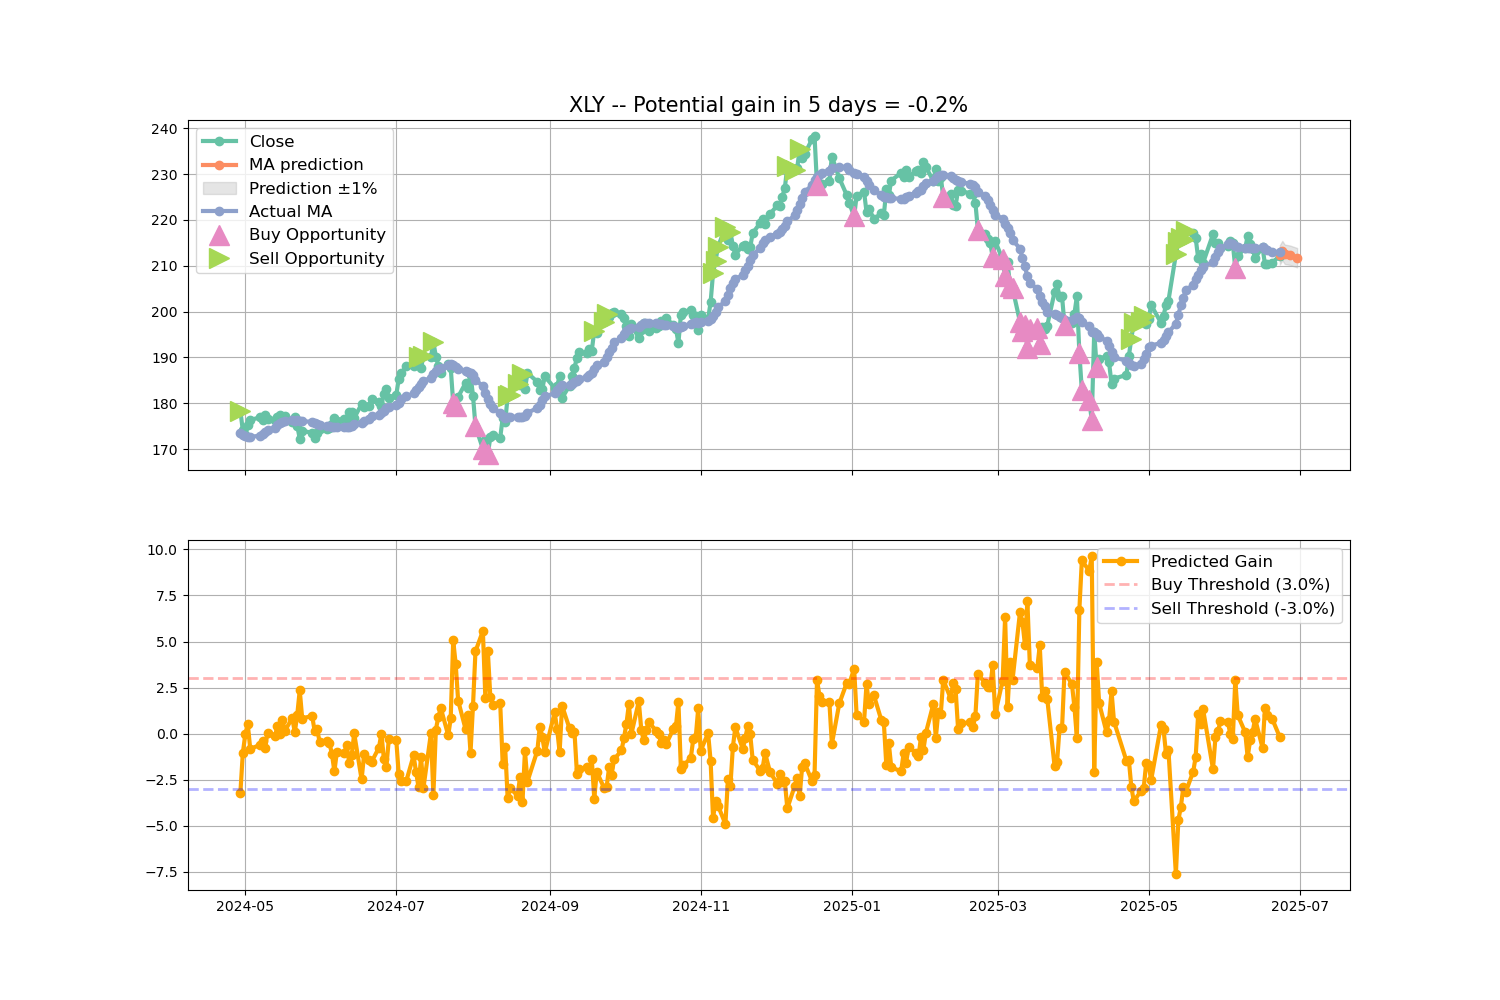 XLY -- Potential gain in 5 days = -0.2%
240
230
220
210
200
190
180
170
Close
MA prediction
Prediction ±1%
Actual MA
Buy Opportunity
Sell Opportunity
10.0
7.5
5.0
2.5
0.0
−2.5
−5.0
−7.5
Predicted Gain
Buy Threshold (3.0%)
Sell Threshold (-3.0%)
2024-05
2024-07
2024-09
2024-11
2025-01
2025-03
2025-05
2025-07